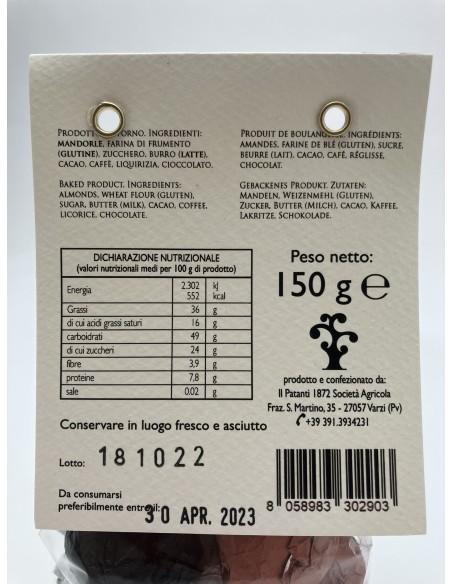 PRODOTTO DA FORNO. INGREDIENTI:
MANDORLE, FARINA DI FRUMENTO
(GLUTINE), ZUCCHERO, BURRO (LATTE),
CACAO, CAFFÈ, LIQUIRIZIA, CIOCCOLATO.
BAKED PRODUCT. INGREDIENTS:
ALMONDS, WHEAT FLOUR (GLUTEN),
SUGAR, BUTTER (MILK), CACAO, COFFEE,
LICORICE, CHOCOLATE.
PRODUIT DE BOULANGERIE. INGRÉDIENTS:
AMANDES, FARINE DE BLÉ (GLUTEN), SUCRE,
BEURRE (LAIT), CACAO, CAFÉ, RÉGLISSE,
CHOCOLAT.
GEBACKENES PRODUKT. ZUTATEN:
MANDELN, WEIZENMEHL (GLUTEN),
ZUCKER, BUTTER (MILCH), CACAO, KAFFEE,
LAKRITZE, SCHOKOLADE.
DICHIARAZIONE NUTRIZIONALE
(valori nutrizionali medi per 100 g di prodotto)
Energia 2.302 kJ
552 kcal
Grassi 36 g
di cui acidi grassi saturi 16 g
carboidrati 49 g
di cui zuccheri 24 g
fibre 3,9 g
proteine 7,8 g
sale 0.02 g
Peso netto:
150 g e
prodotto e confezionato da:
Il Patanti 1872 Società Agricola
Fraz. S. Martino, 35 - 27057 Varzi (Pv)
+39 391.3934231
Conservare in luogo fresco e asciutto
Lotto: 181022
Da consumarsi
preferibilmente entro il: 30 APR. 2023
8 058983 302903